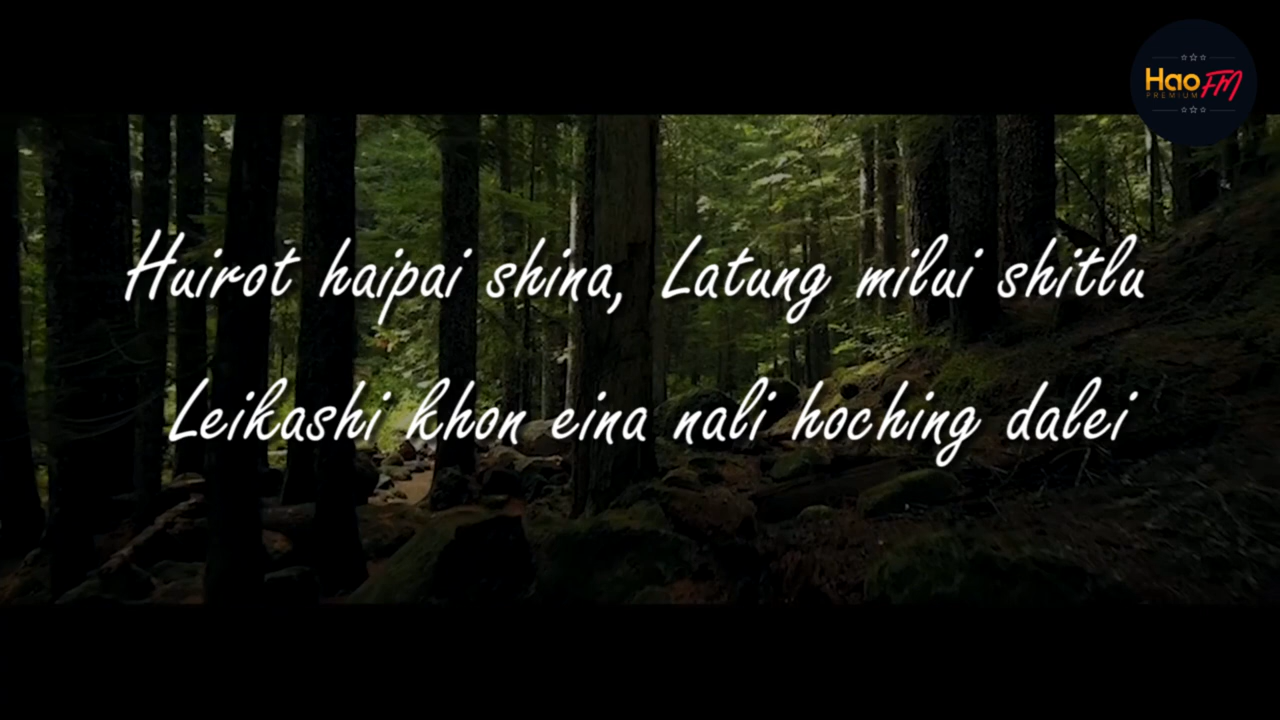 Hao FM
PREMIUM
Huirot haipai shina, Latung milui shitlu
Leikashi khon eina nali hoching dalei